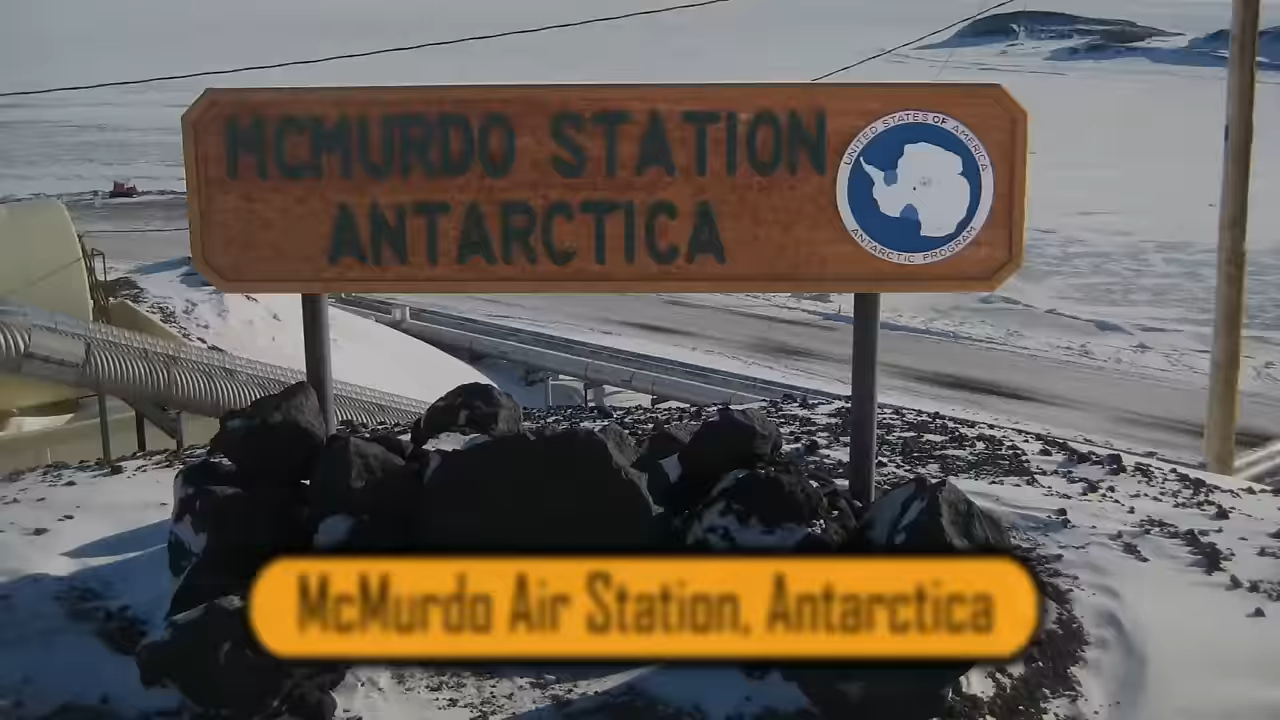 MCMURDO STATION
ANTARCTICA
UNITED STATES OF AMERICA
ANTARCTIC PROGRAM
McMurdo Air Station, Antarctica